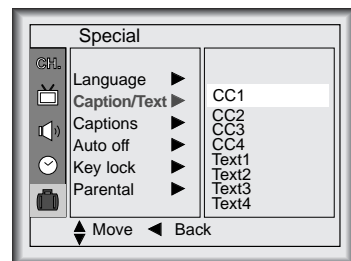 Special
CH.
Language
Caption/Text
Captions
Auto off
Key lock
Parental
CC1
CC2
CC3
CC4
Text1
Text2
Text3
Text4
Move Back